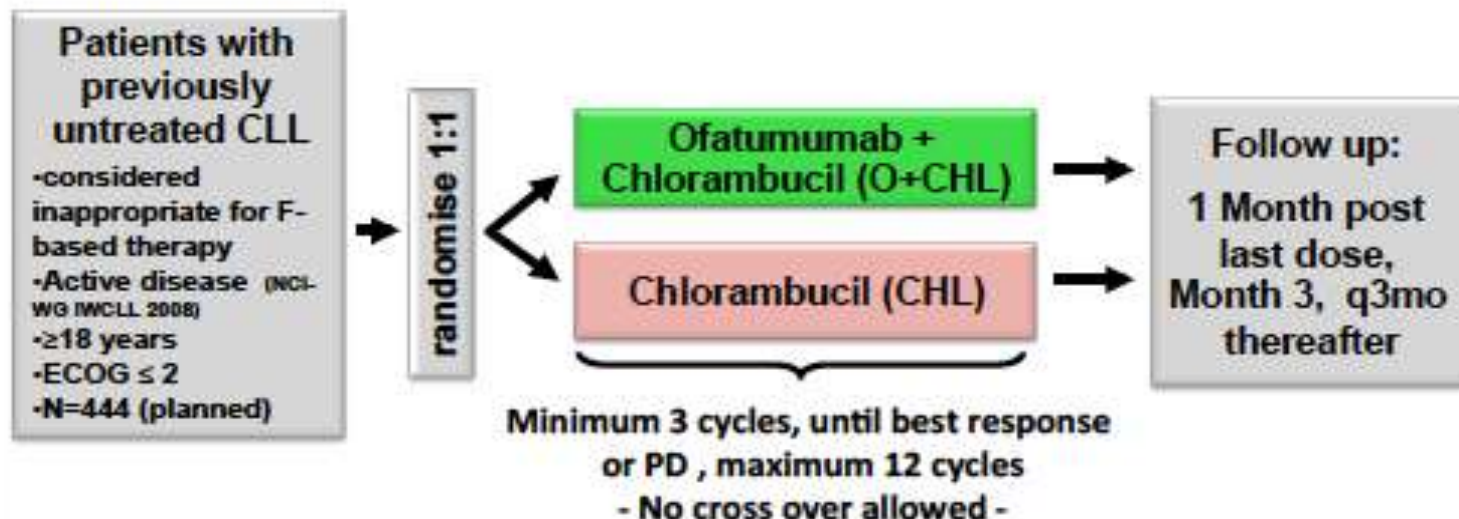 Patients with
previously
untreated CLL
•considered
inappropriate for F-
based therapy
•Active disease (NCI-
WG IWCLL 2008)
•≥18 years
•ECOG ≤ 2
•N=444 (planned)
randomise 1:1
Ofatumumab +
Chlorambucil (O+CHL)
Chlorambucil (CHL)
Minimum 3 cycles, until best response
or PD , maximum 12 cycles
- No cross over allowed -
Follow up:
1 Month post
last dose,
Month 3, q3mo
thereafter